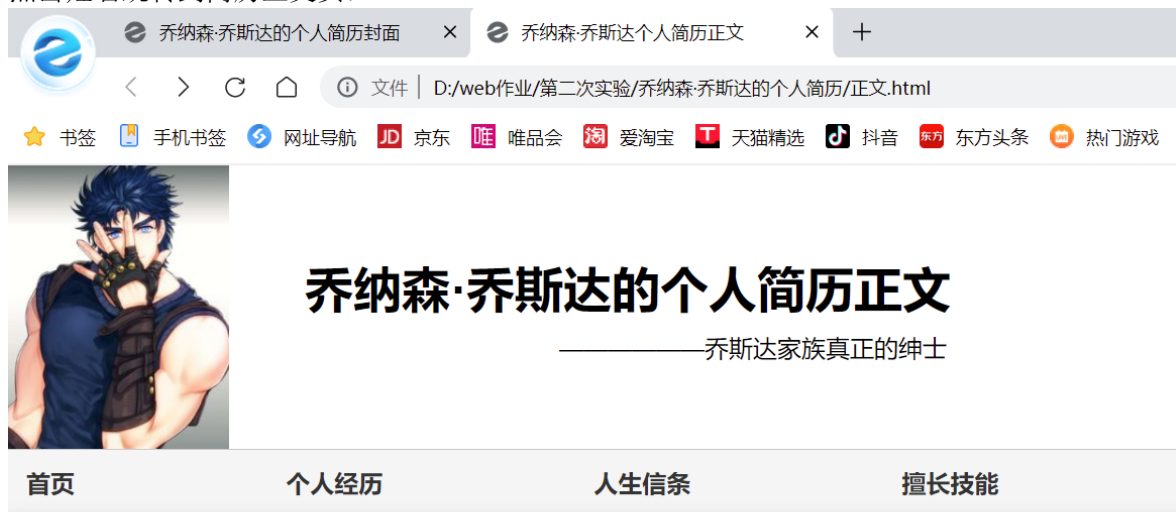 乔纳森·乔斯达的个人简历封面 × 乔纳森·乔斯达个人简历正文 × +
文件 D:/web作业/第二次实验/乔纳森·乔斯达的个人简历/正文.html
书签 手机书签 网址导航 JD 京东 唯 唯品会 淘 爱淘宝 T 天猫精选 抖音 东方 东方头条 热门游戏
乔纳森·乔斯达的个人简历正文
——————乔斯达家族真正的绅士
首页 个人经历 人生信条 擅长技能